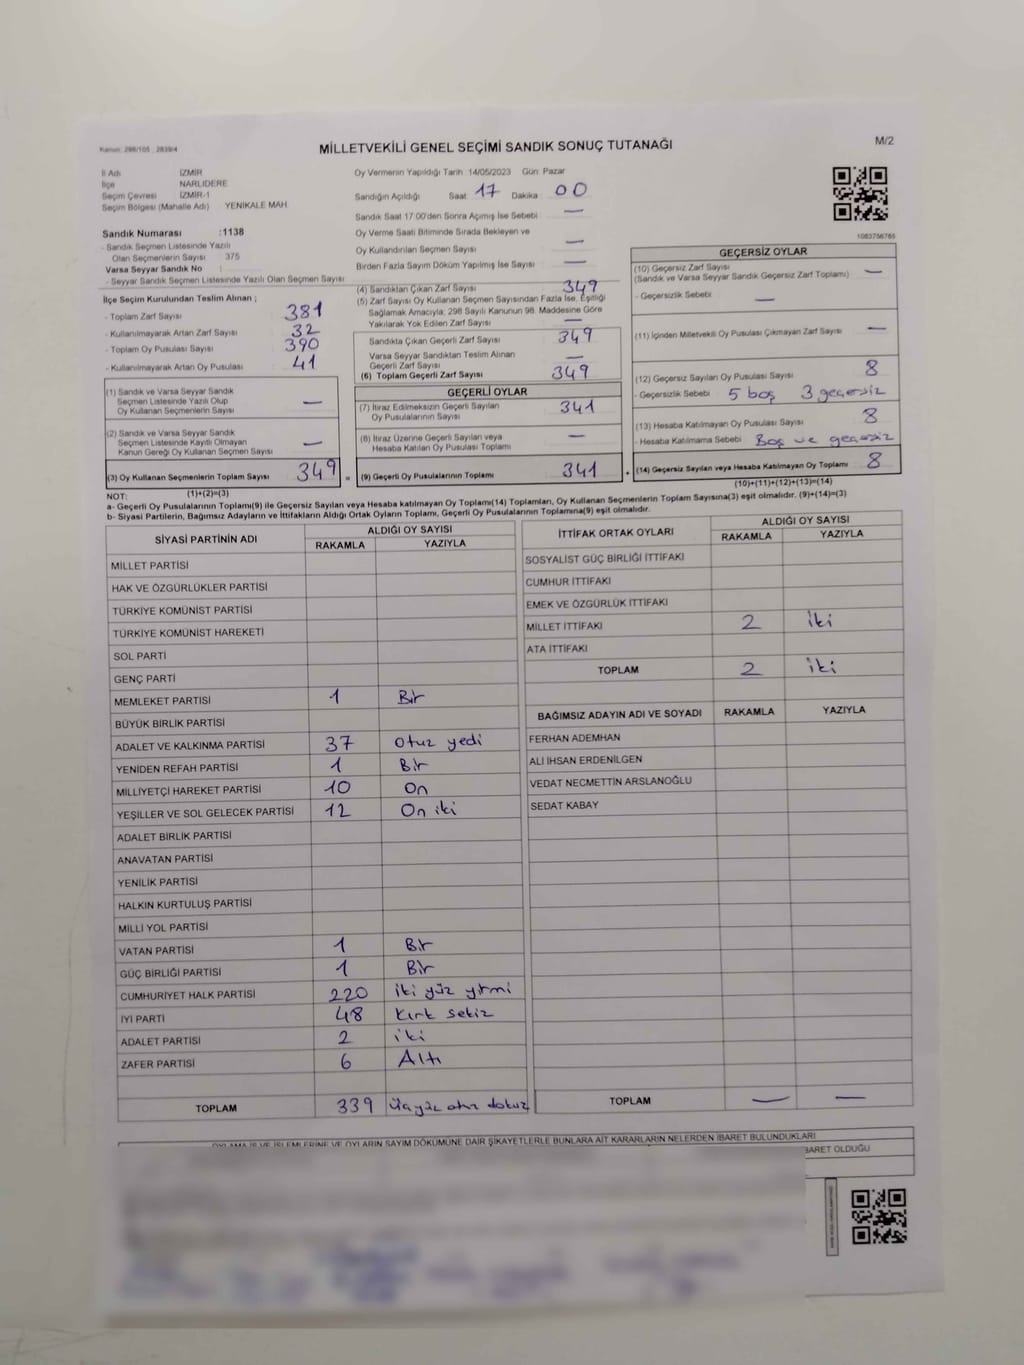 Kanun: 298/105 , 2839/4
MİLLETVEKİLİ GENEL SEÇİMİ SANDIK SONUÇ TUTANAĞI
M/2
İl Adı İZMİR
İlçe NARLIDERE
Seçim Çevresi İZMİR-1
Seçim Bölgesi (Mahalle Adı) YENİKALE MAH.
Sandık Numarası :1138
- Sandık Seçmen Listesinde Yazılı
Olan Seçmenlerin Sayısı 375
Varsa Seyyar Sandık No :
- Seyyar Sandık Seçmen Listesinde Yazılı Olan Seçmen Sayısı
Oy Vermenin Yapıldığı Tarih 14/05/2023 Gün: Pazar
Sandığın Açıldığı Saat 17 Dakika 00
Sandık Saat 17:00'den Sonra Açımış İse Sebebi —
Oy Verme Saati Bitiminde Sırada Bekleyen ve
Oy Kullandırılan Seçmen Sayısı —
Birden Fazla Sayım Döküm Yapılmış İse Sayısı —
1083756765
İlçe Seçim Kurulundan Teslim Alınan ;
- Toplam Zarf Sayısı 381
- Kullanılmayarak Artan Zarf Sayısı 32
- Toplam Oy Pusulası Sayısı 390
- Kullanılmayarak Artan Oy Pusulası 41
(4) Sandıktan Çıkan Zarf Sayısı 349
(5) Zarf Sayısı Oy Kullanan Seçmen Sayısından Fazla İse, Eşitliği
Sağlamak Amacıyla; 298 Sayılı Kanunun 98. Maddesine Göre
Yakılarak Yok Edilen Zarf Sayısı —
Sandıkta Çıkan Geçerli Zarf Sayısı 349
Varsa Seyyar Sandıktan Teslim Alınan
Geçerli Zarf Sayısı —
(6) Toplam Geçerli Zarf Sayısı 349
GEÇERSİZ OYLAR
(10) Geçersiz Zarf Sayısı —
(Sandık ve Varsa Seyyar Sandık Geçersiz Zarf Toplamı)
- Geçersizlik Sebebi —
(11) İçinden Milletvekili Oy Pusulası Çıkmayan Zarf Sayısı —
(12) Geçersiz Sayılan Oy Pusulası Sayısı 8
- Geçersizlik Sebebi 5 boş 3 geçersiz
(13) Hesaba Katılmayan Oy Pusulası Sayısı 8
- Hesaba Katılmama Sebebi Boş ve geçersiz
(14) Geçersiz Sayılan veya Hesaba Katılmayan Oy Toplamı 8
(10)+(11)+(12)+(13)=(14)
(1) Sandık ve Varsa Seyyar Sandık
Seçmen Listesinde Yazılı Olup
Oy Kullanan Seçmenlerin Sayısı —
(2) Sandık ve Varsa Seyyar Sandık
Seçmen Listesinde Kayıtlı Olmayan
Kanun Gereği Oy Kullanan Seçmen Sayısı —
(3) Oy Kullanan Seçmenlerin Toplam Sayısı 349 =
(1)+(2)=(3)
GEÇERLİ OYLAR
(7) İtiraz Edilmeksizin Geçerli Sayılan
Oy Pusulalarının Sayısı 341
(8) İtiraz Üzerine Geçerli Sayılan veya
Hesaba Katılan Oy Pusulası Toplamı —
(9) Geçerli Oy Pusulalarının Toplamı 341 +
NOT:
a- Geçerli Oy Pusulalarının Toplamı(9) ile Geçersiz Sayılan veya Hesaba katılmayan Oy Toplamı(14) Toplamları, Oy Kullanan Seçmenlerin Toplam Sayısına(3) eşit olmalıdır. (9)+(14)=(3)
b- Siyasi Partilerin, Bağımsız Adayların ve İttifakların Aldığı Ortak Oyların Toplamı, Geçerli Oy Pusulalarının Toplamına(9) eşit olmalıdır.
SİYASİ PARTİNİN ADI ALDIĞI OY SAYISI
RAKAMLA YAZIYLA
MİLLET PARTİSİ
HAK VE ÖZGÜRLÜKLER PARTİSİ
TÜRKİYE KOMÜNİST PARTİSİ
TÜRKİYE KOMÜNİST HAREKETİ
SOL PARTİ
GENÇ PARTİ
MEMLEKET PARTİSİ 1 Bir
BÜYÜK BİRLİK PARTİSİ
ADALET VE KALKINMA PARTİSİ 37 Otuz yedi
YENİDEN REFAH PARTİSİ 1 Bir
MİLLİYETÇİ HAREKET PARTİSİ 10 On
YEŞİLLER VE SOL GELECEK PARTİSİ 12 On iki
ADALET BİRLİK PARTİSİ
ANAVATAN PARTİSİ
YENİLİK PARTİSİ
HALKIN KURTULUŞ PARTİSİ
MİLLİ YOL PARTİSİ
VATAN PARTİSİ 1 Bir
GÜÇ BİRLİĞİ PARTİSİ 1 Bir
CUMHURİYET HALK PARTİSİ 220 iki yüz yirmi
İYİ PARTİ 48 Kırk sekiz
ADALET PARTİSİ 2 iki
ZAFER PARTİSİ 6 Altı
TOPLAM 339 Üçyüz otuz dokuz
İTTİFAK ORTAK OYLARI ALDIĞI OY SAYISI
RAKAMLA YAZIYLA
SOSYALİST GÜÇ BİRLİĞİ İTTİFAKI
CUMHUR İTTİFAKI
EMEK VE ÖZGÜRLÜK İTTİFAKI
MİLLET İTTİFAKI 2 iki
ATA İTTİFAKI
TOPLAM 2 iki
BAĞIMSIZ ADAYIN ADI VE SOYADI RAKAMLA YAZIYLA
FERHAN ADEMHAN
ALİ İHSAN ERDENİLGEN
VEDAT NECMETTİN ARSLANOĞLU
SEDAT KABAY
TOPLAM — —
OYLAMA İŞ VE İŞLEMLERİNE VE OYLARIN SAYIM DÖKÜMÜNE DAİR ŞİKAYETLERLE BUNLARA AİT KARARLARIN NELERDEN İBARET BULUNDUKLARI
BARET OLDUĞU